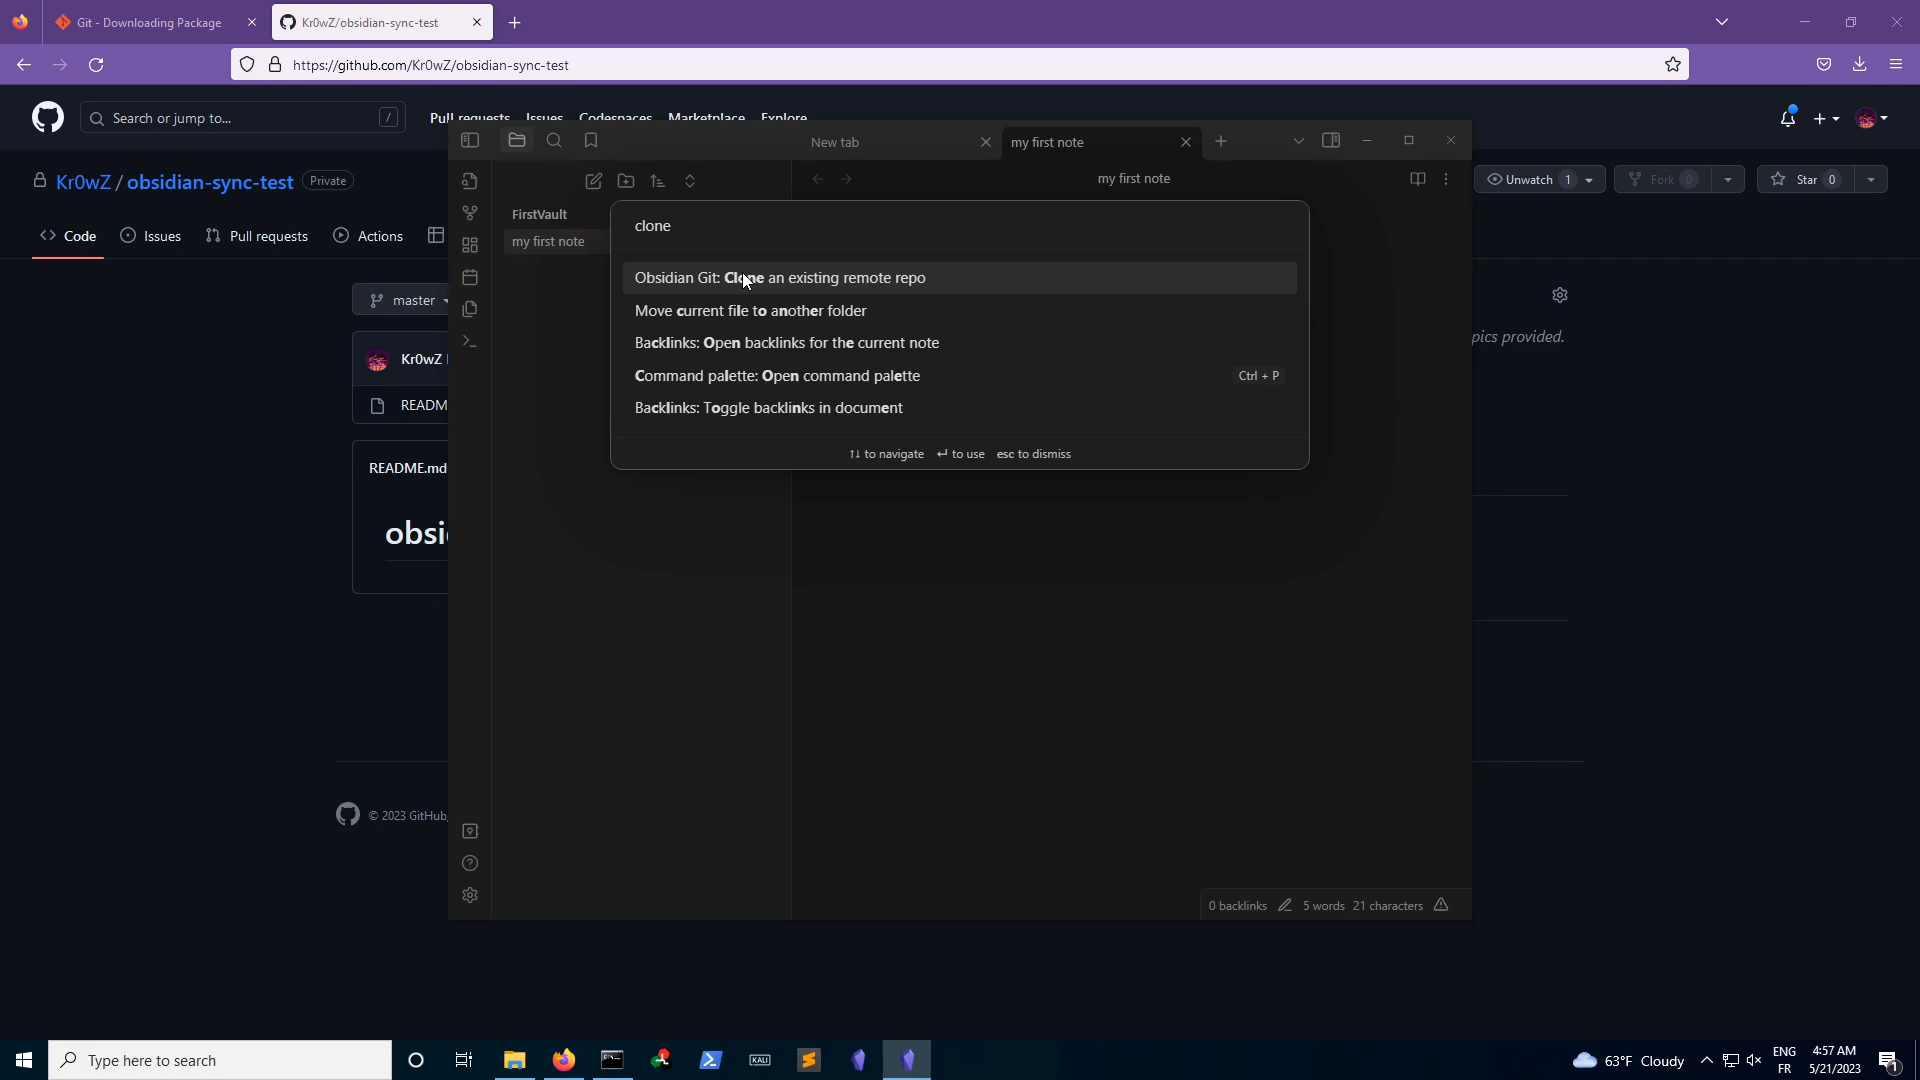 Git - Downloading Package
Kr0wZ/obsidian-sync-test
https://github.com/Kr0wZ/obsidian-sync-test
Search or jump to...
/
Pull requests Issues Codespaces Marketplace Explore
New tab
my first note
Kr0wZ / obsidian-sync-test Private
my first note
Unwatch 1
Fork 0
Star 0
Code
Issues
Pull requests
Actions
FirstVault
my first note
clone
Obsidian Git: Clone an existing remote repo
Move current file to another folder
Backlinks: Open backlinks for the current note
Command palette: Open command palette
Ctrl + P
Backlinks: Toggle backlinks in document
↑↓ to navigate ↵ to use esc to dismiss
master
pics provided.
Kr0wZ
READM
README.md
obsi
© 2023 GitHub,
0 backlinks 5 words 21 characters
Type here to search
KALI
63°F Cloudy
ENG
FR
4:57 AM
5/21/2023
1